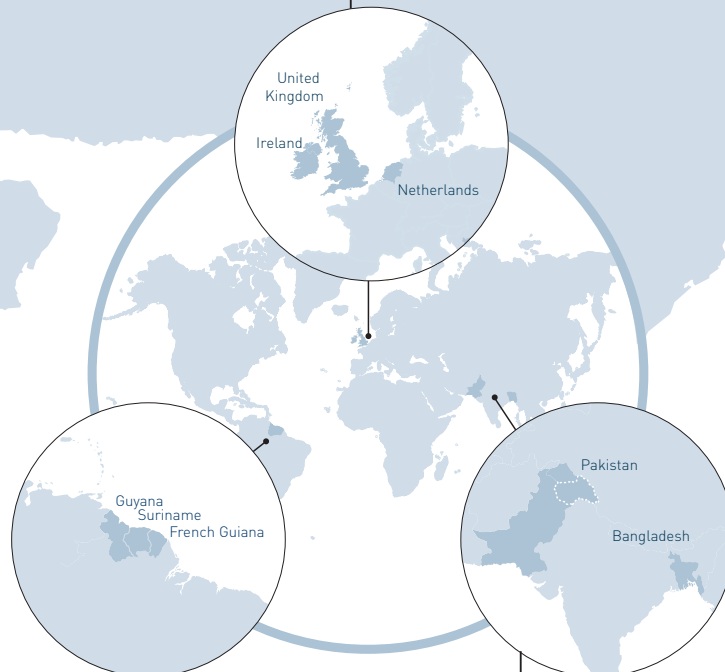 United
Kingdom
Ireland
Netherlands
Guyana
Suriname
French Guiana
Pakistan
Bangladesh